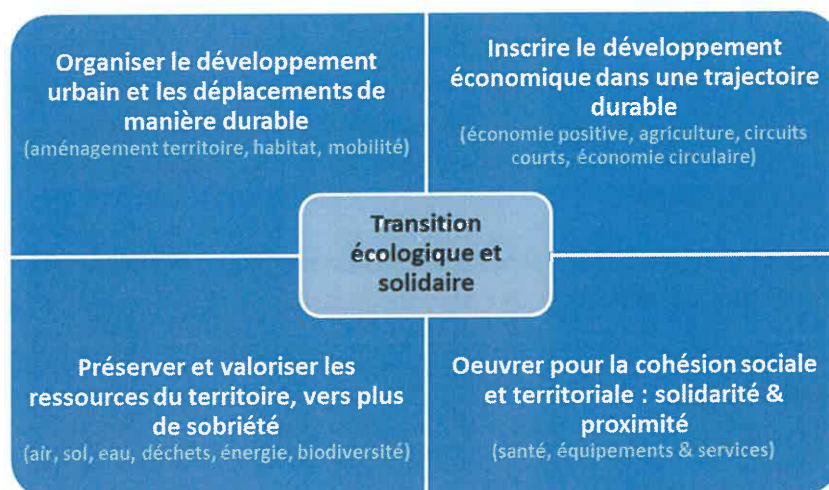 Organiser le développement
urbain et les déplacements de
manière durable
(aménagement territoire, habitat, mobilité)
Inscrire le développement
économique dans une trajectoire
durable
(économie positive, agriculture, circuits
courts, économie circulaire)
Transition
écologique et
solidaire
Préserver et valoriser les
ressources du territoire, vers plus
de sobriété
(air, sol, eau, déchets, énergie, biodiversité)
Oeuvrer pour la cohésion sociale
et territoriale : solidarité &
proximité
(santé, équipements & services)